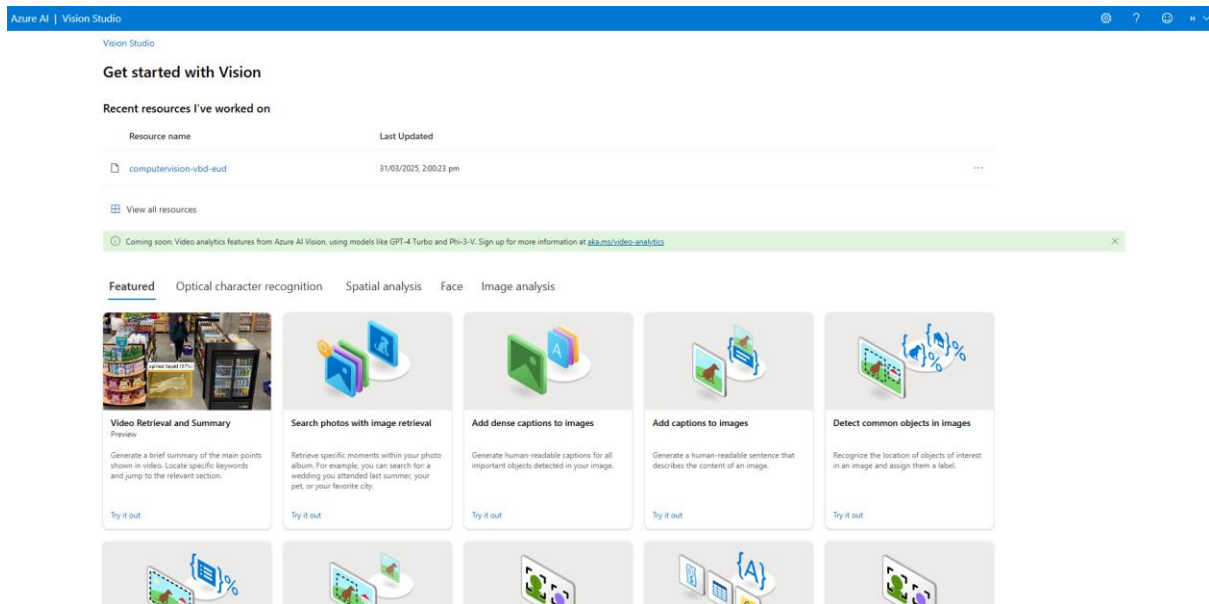 Azure AI | Vision Studio
Vision Studio
Get started with Vision
Recent resources I've worked on
Resource name Last Updated
computervision-vbd-eud 31/03/2025, 2:00:23 pm
View all resources
Coming soon: Video analytics features from Azure AI Vision, using models like GPT-4 Turbo and Phi-3-V. Sign up for more information at aka.ms/video-analytics
Featured Optical character recognition Spatial analysis Face Image analysis
spilled liquid (97%)
Video Retrieval and Summary
Preview
Generate a brief summary of the main points
shown in video. Locate specific keywords
and jump to the relevant section.
Try it out
Search photos with image retrieval
Retrieve specific moments within your photo
album. For example, you can search for: a
wedding you attended last summer, your
pet, or your favorite city.
Try it out
Add dense captions to images
Generate human-readable captions for all
important objects detected in your image.
Try it out
Add captions to images
Generate a human-readable sentence that
describes the content of an image.
Try it out
Detect common objects in images
Recognize the location of objects of interest
in an image and assign them a label.
Try it out